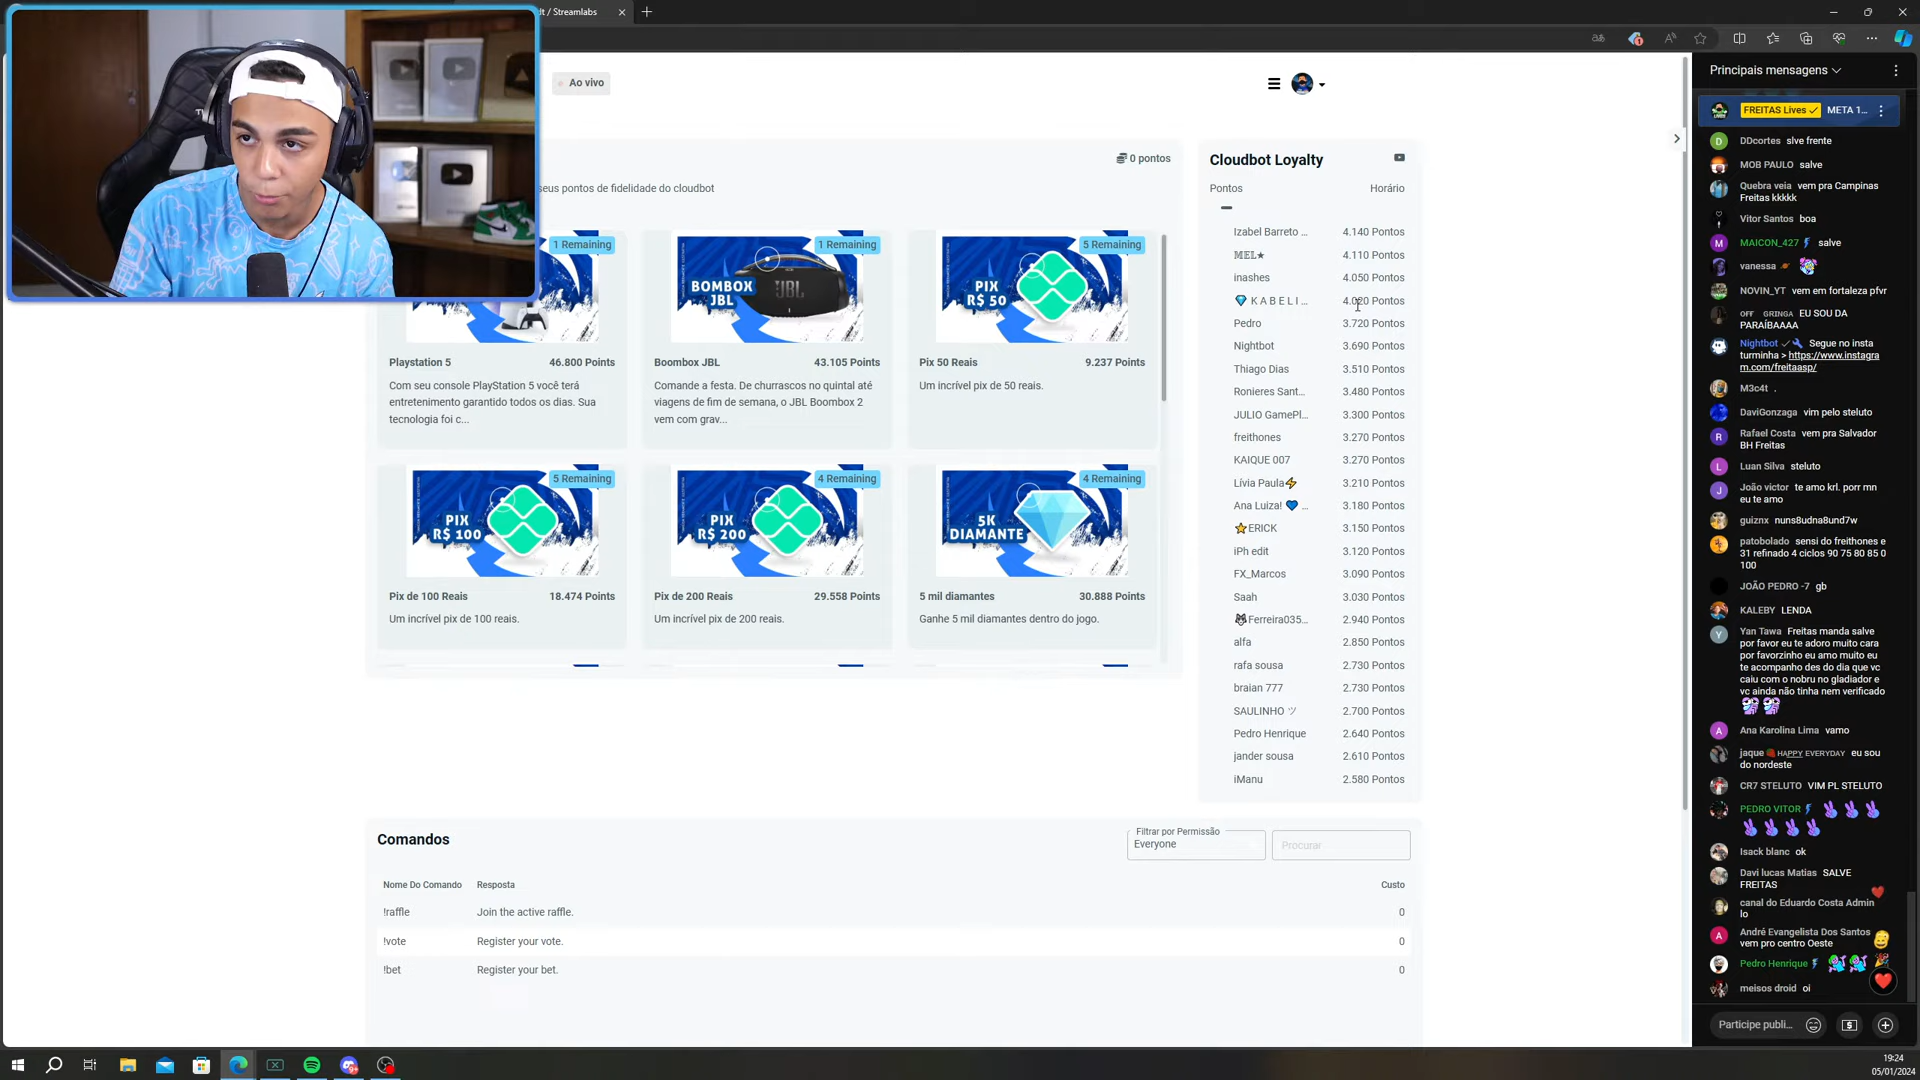 dt / Streamlabs
Ao vivo
0 pontos
seus pontos de fidelidade do cloudbot
1 Remaining
1 Remaining
5 Remaining
BOMBOX
JBL
JBL
PIX
R$ 50
Playstation 5
46.800 Points
Com seu console PlayStation 5 você terá
entretenimento garantido todos os dias. Sua
tecnologia foi c...
Boombox JBL
43.105 Points
Comande a festa. De churrascos no quintal até
viagens de fim de semana, o JBL Boombox 2
vem com grav...
Pix 50 Reais
9.237 Points
Um incrível pix de 50 reais.
5 Remaining
4 Remaining
4 Remaining
PIX
R$ 100
PIX
R$ 200
5K
DIAMANTE
Pix de 100 Reais
18.474 Points
Um incrível pix de 100 reais.
Pix de 200 Reais
29.558 Points
Um incrível pix de 200 reais.
5 mil diamantes
30.888 Points
Ganhe 5 mil diamantes dentro do jogo.
Cloudbot Loyalty
Pontos Horário
Izabel Barreto ... 4.140 Pontos
𝕄𝔼𝕃★ 4.110 Pontos
inashes 4.050 Pontos
💎 K A B E L I ... 4.020 Pontos
Pedro 3.720 Pontos
Nightbot 3.690 Pontos
Thiago Dias 3.510 Pontos
Ronieres Sant... 3.480 Pontos
JULIO GamePl... 3.300 Pontos
freithones 3.270 Pontos
KAIQUE 007 3.270 Pontos
Lívia Paula⚡ 3.210 Pontos
Ana Luiza! 💙 ... 3.180 Pontos
⭐ERICK 3.150 Pontos
iPh edit 3.120 Pontos
FX_Marcos 3.090 Pontos
Saah 3.030 Pontos
🐺Ferreira035... 2.940 Pontos
alfa 2.850 Pontos
rafa sousa 2.730 Pontos
braian 777 2.730 Pontos
SAULINHO ツ 2.700 Pontos
Pedro Henrique 2.640 Pontos
jander sousa 2.610 Pontos
iManu 2.580 Pontos
Comandos
Filtrar por Permissão
Everyone
Procurar
Nome Do Comando Resposta Custo
!raffle Join the active raffle. 0
!vote Register your vote. 0
!bet Register your bet. 0
Principais mensagens
FREITAS Lives ✓ META 1...
DDcortes slve frente
MOB PAULO salve
Quebra veia vem pra Campinas
Freitas kkkkk
Vitor Santos boa
MAICON_427 salve
vanessa
NOVIN_YT vem em fortaleza pfvr
OFF GRINGA EU SOU DA
PARAÍBAAAA
Nightbot ✓ Segue no insta
turminha > https://www.instagra
m.com/freitaasp/
M3c4t .
DaviGonzaga vim pelo steluto
Rafael Costa vem pra Salvador
BH Freitas
Luan Silva steluto
João victor te amo krl. porr mn
eu te amo
guiznx nuns8udna8und7w
patobolado sensi do freithones e
31 refinado 4 ciclos 90 75 80 85 0
100
JOÃO PEDRO -7 gb
KALEBY LENDA
Yan Tawa Freitas manda salve
por favor eu te adoro muito cara
por favorzinho eu amo muito eu
te acompanho des do dia que vc
caiu com o nobru no gladiador e
vc ainda não tinha nem verificado
Ana Karolina Lima vamo
jaque HAPPY EVERYDAY eu sou
do nordeste
CR7 STELUTO VIM PL STELUTO
PEDRO VITOR
Isack blanc ok
Davi lucas Matias SALVE
FREITAS
canal do Eduardo Costa Admin
lo
André Evangelista Dos Santos
vem pro centro Oeste
Pedro Henrique
meisos droid oi
Participe publi...
19:24
05/01/2024